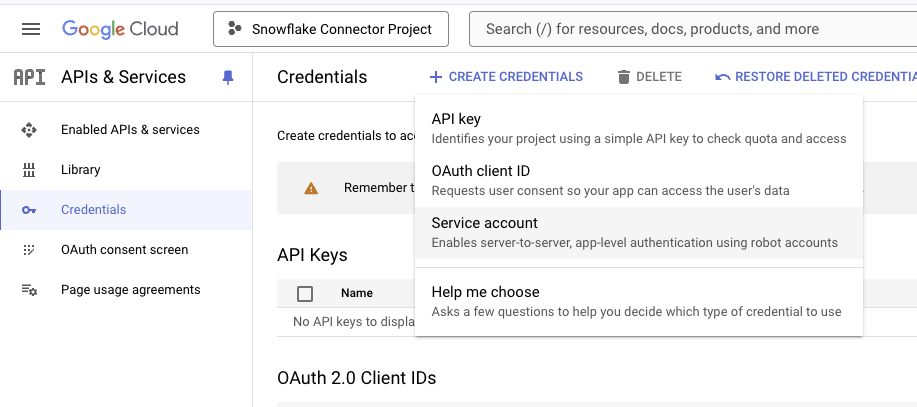 Google Cloud
Snowflake Connector Project
Search (/) for resources, docs, products, and more
API
APIs & Services
Enabled APIs & services
Library
Credentials
OAuth consent screen
Page usage agreements
Credentials
+ CREATE CREDENTIALS
DELETE
RESTORE DELETED
Create credentials to
Remember
API key
Identifies your project using a simple API key to check quota and access
OAuth client ID
Requests user consent so your app can access the user's data
Service account
Enables server-to-server, app-level authentication using robot accounts
Help me choose
Asks a few questions to help you decide which type of credential to use
API Keys
Name
No API keys to
OAuth 2.0 Client IDs